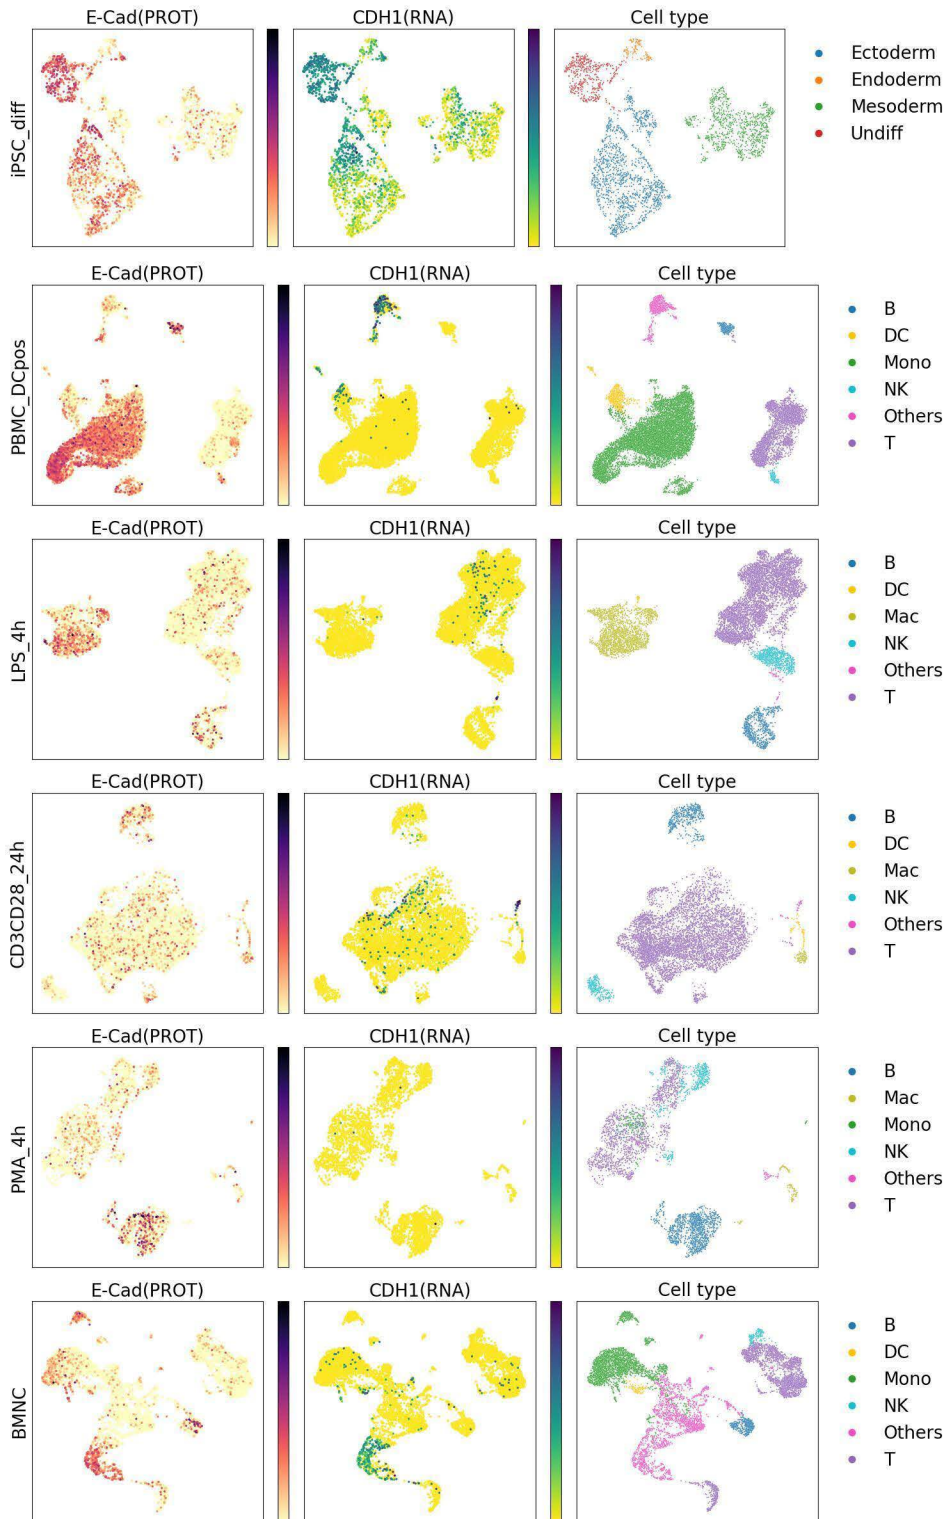 E-Cad(PROT) CDH1(RNA) Cell type
iPSC_diff
Ectoderm
Endoderm
Mesoderm
Undiff
E-Cad(PROT) CDH1(RNA) Cell type
PBMC_DCpos
B
DC
Mono
NK
Others
T
E-Cad(PROT) CDH1(RNA) Cell type
LPS_4h
B
DC
Mac
NK
Others
T
E-Cad(PROT) CDH1(RNA) Cell type
CD3CD28_24h
B
DC
Mac
NK
Others
T
E-Cad(PROT) CDH1(RNA) Cell type
PMA_4h
B
Mac
Mono
NK
Others
T
E-Cad(PROT) CDH1(RNA) Cell type
BMNC
B
DC
Mono
NK
Others
T